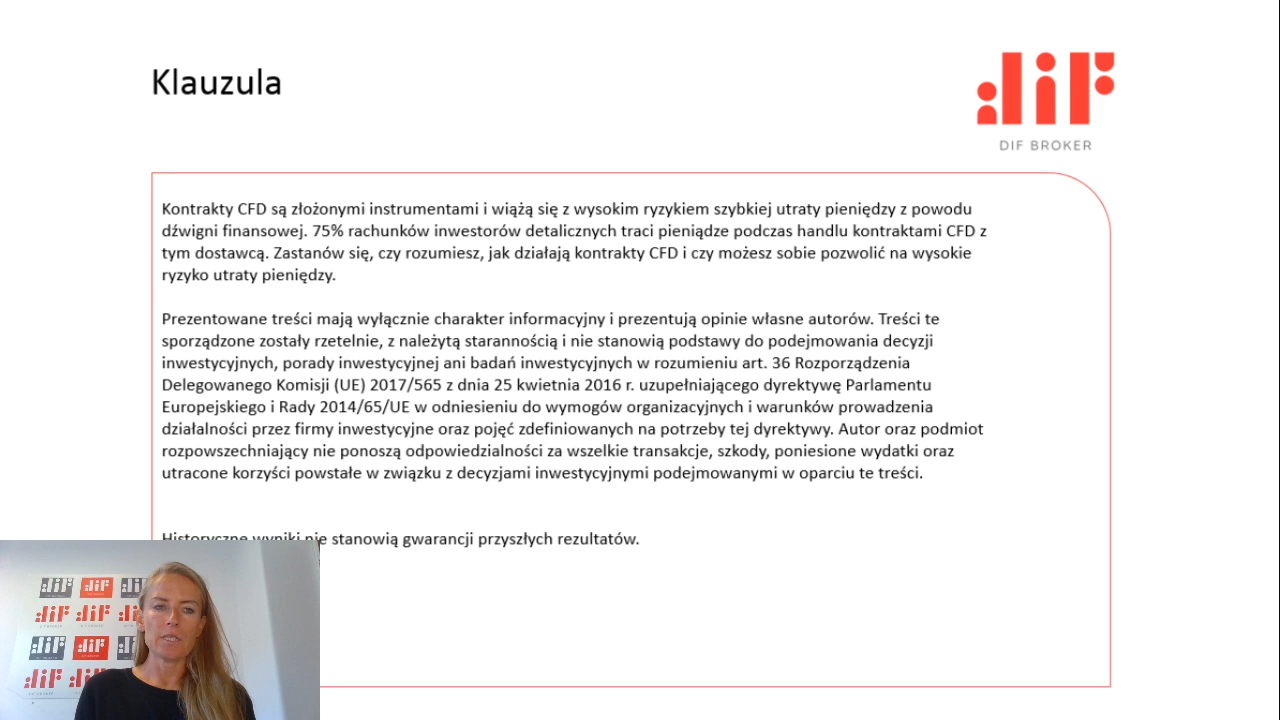 Klauzula
DIF BROKER
Kontrakty CFD są złożonymi instrumentami i wiążą się z wysokim ryzykiem szybkiej utraty pieniędzy z powodu
dźwigni finansowej. 75% rachunków inwestorów detalicznych traci pieniądze podczas handlu kontraktami CFD z
tym dostawcą. Zastanów się, czy rozumiesz, jak działają kontrakty CFD i czy możesz sobie pozwolić na wysokie
ryzyko utraty pieniędzy.
Prezentowane treści mają wyłącznie charakter informacyjny i prezentują opinie własne autorów. Treści te
sporządzone zostały rzetelnie, z należytą starannością i nie stanowią podstawy do podejmowania decyzji
inwestycyjnych, porady inwestycyjnej ani badań inwestycyjnych w rozumieniu art. 36 Rozporządzenia
Delegowanego Komisji (UE) 2017/565 z dnia 25 kwietnia 2016 r. uzupełniającego dyrektywę Parlamentu
Europejskiego i Rady 2014/65/UE w odniesieniu do wymogów organizacyjnych i warunków prowadzenia
działalności przez firmy inwestycyjne oraz pojęć zdefiniowanych na potrzeby tej dyrektywy. Autor oraz podmiot
rozpowszechniający nie ponoszą odpowiedzialności za wszelkie transakcje, szkody, poniesione wydatki oraz
utracone korzyści powstałe w związku z decyzjami inwestycyjnymi podejmowanymi w oparciu te treści.
Historyczne wyniki nie stanowią gwarancji przyszłych rezultatów.